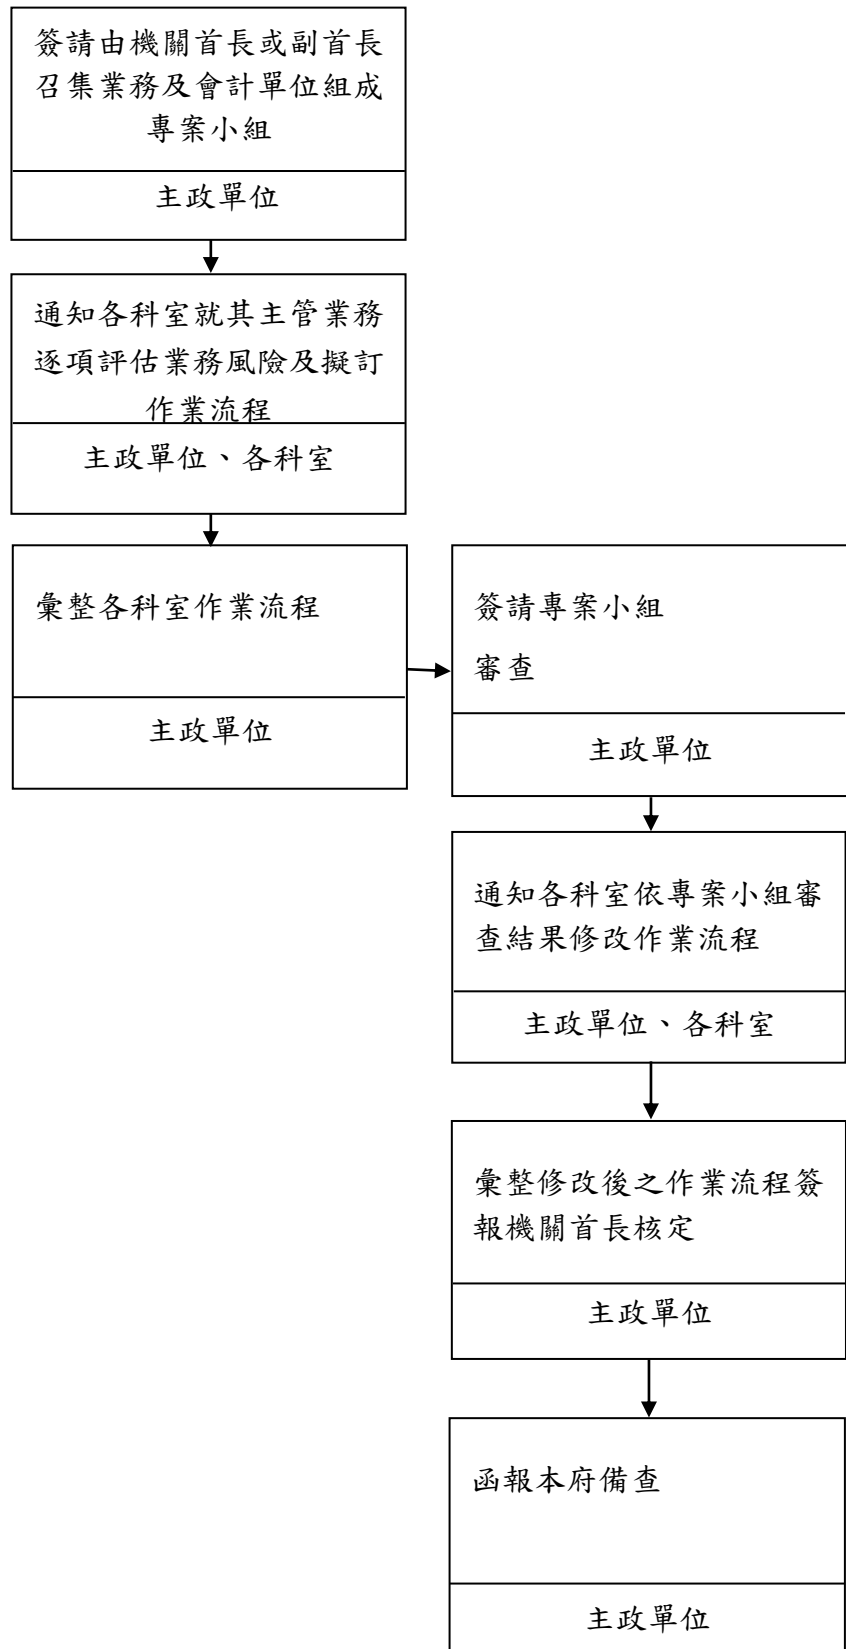 簽請由機關首長或副首長
召集業務及會計單位組成
專案小組
主政單位
通知各科室就其主管業務
逐項評估業務風險及擬訂
作業流程
主政單位、各科室
彙整各科室作業流程
主政單位
簽請專案小組
審查
主政單位
通知各科室依專案小組審
查結果修改作業流程
主政單位、各科室
彙整修改後之作業流程簽
報機關首長核定
主政單位
函報本府備查
主政單位